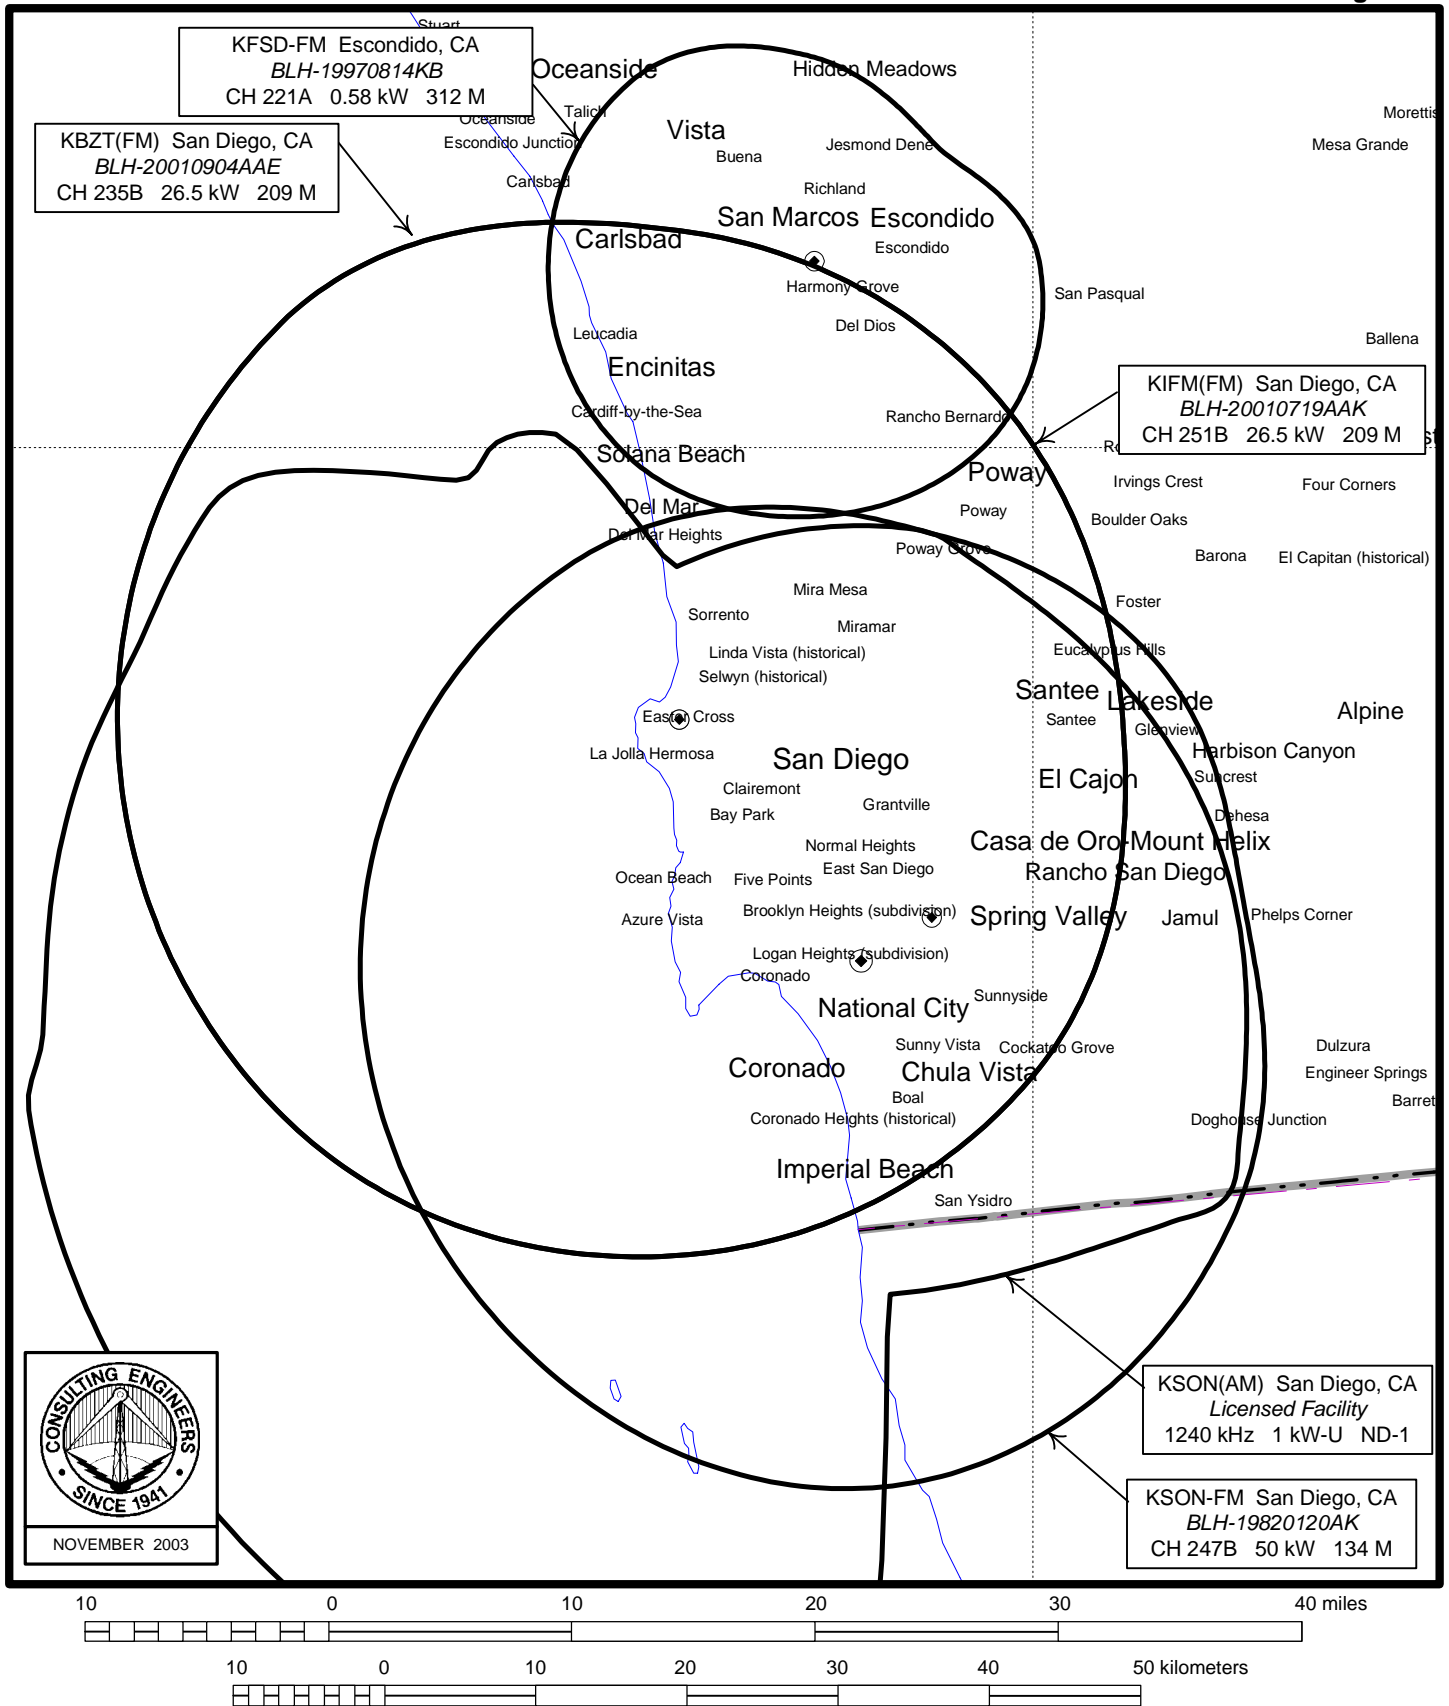 Stuart
KFSD-FM Escondido, CA
BLH-19970814KB
CH 221A 0.58 kW 312 M
Oceanside
Hidden Meadows
Talich
Oceanside
Morettis
Vista
KBZT(FM) San Diego, CA
BLH-20010904AAE
CH 235B 26.5 kW 209 M
Escondido Junction
Buena
Jesmond Dene
Mesa Grande
Carlsbad
Richland
San Marcos
Escondido
Carlsbad
Escondido
Harmony Grove
San Pasqual
Leucadia
Del Dios
Ballena
Encinitas
KIFM(FM) San Diego, CA
BLH-20010719AAK
CH 251B 26.5 kW 209 M
Cardiff-by-the-Sea
Rancho Bernardo
Solana Beach
Poway
Irvings Crest
Four Corners
Del Mar
Poway
Boulder Oaks
Del Mar Heights
Poway Grove
Barona
El Capitan (historical)
Mira Mesa
Foster
Sorrento
Miramar
Linda Vista (historical)
Eucalyptus Hills
Selwyn (historical)
Santee
Lakeside
Alpine
Easter Cross
Santee
Glenview
La Jolla Hermosa
San Diego
Harbison Canyon
Clairemont
El Cajon
Suncrest
Bay Park
Grantville
Dehesa
Normal Heights
Casa de Oro-Mount Helix
East San Diego
Rancho San Diego
Ocean Beach
Five Points
Azure Vista
Brooklyn Heights (subdivision)
Spring Valley
Jamul
Phelps Corner
Logan Heights (subdivision)
Coronado
National City
Sunnyside
Sunny Vista
Cockatoo Grove
Dulzura
Coronado
Chula Vista
Engineer Springs
Boal
Barret
Coronado Heights (historical)
Doghouse Junction
Imperial Beach
San Ysidro
KSON(AM) San Diego, CA
Licensed Facility
1240 kHz 1 kW-U ND-1
KSON-FM San Diego, CA
BLH-19820120AK
CH 247B 50 kW 134 M
CONSULTING ENGINEERS
• SINCE 1941 •
NOVEMBER 2003
10 0 10 20 30 40 miles
10 0 10 20 30 40 50 kilometers